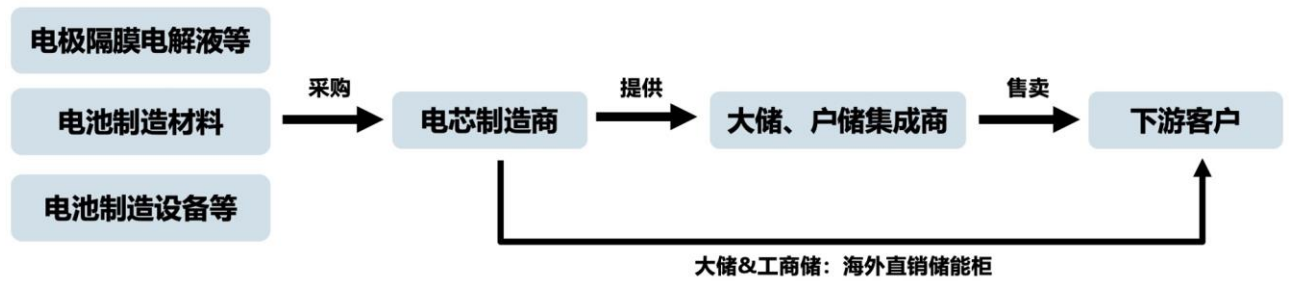 电极隔膜电解液等
电池制造材料
电池制造设备等
采购
电芯制造商
提供
大储、户储集成商
售卖
下游客户
大储&工商储：海外直销储能柜